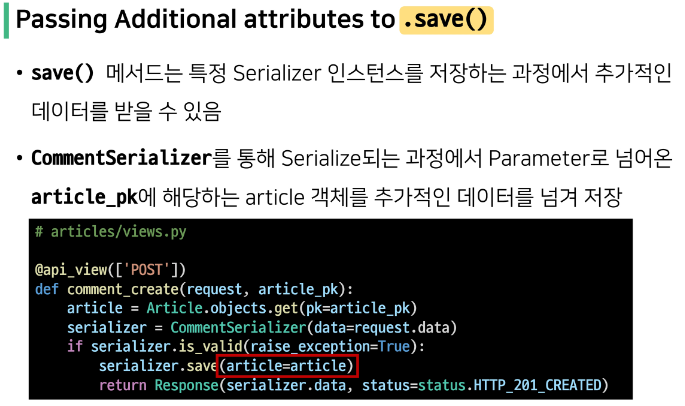 Passing Additional attributes to .save()
• save() 메서드는 특정 Serializer 인스턴스를 저장하는 과정에서 추가적인
데이터를 받을 수 있음
• CommentSerializer를 통해 Serialize되는 과정에서 Parameter로 넘어온
article_pk에 해당하는 article 객체를 추가적인 데이터를 넘겨 저장
# articles/views.py
@api_view(['POST'])
def comment_create(request, article_pk):
    article = Article.objects.get(pk=article_pk)
    serializer = CommentSerializer(data=request.data)
    if serializer.is_valid(raise_exception=True):
        serializer.save(article=article)
        return Response(serializer.data, status=status.HTTP_201_CREATED)